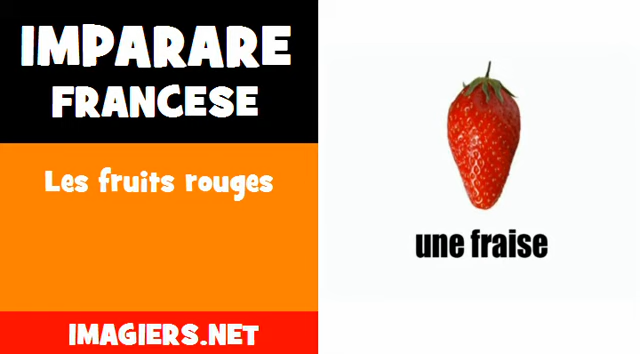 IMPARARE
FRANCESE
Les fruits rouges
IMAGIERS.NET
une fraise